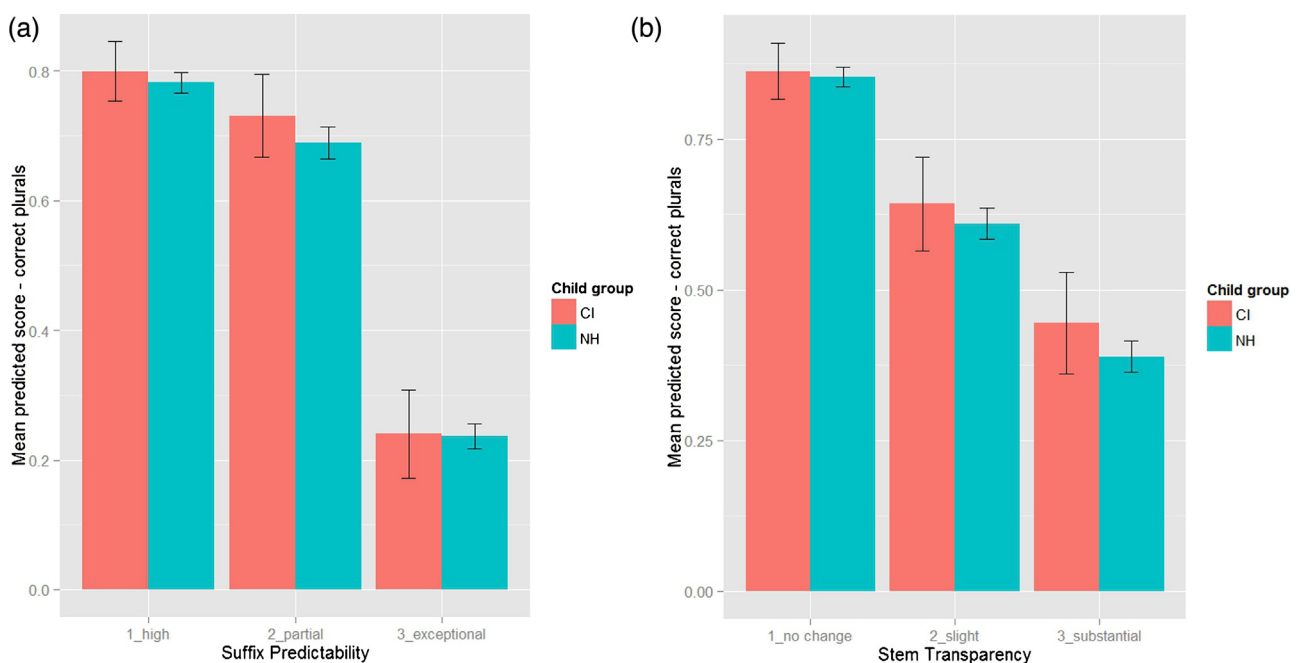 (a)
Mean predicted score - correct plurals
0.8
0.6
0.4
0.2
0.0
1_high 2_partial 3_exceptional
Suffix Predictability
Child group
CI
NH
(b)
Mean predicted score - correct plurals
0.75
0.50
0.25
0.00
1_no change 2_slight 3_substantial
Stem Transparency
Child group
CI
NH